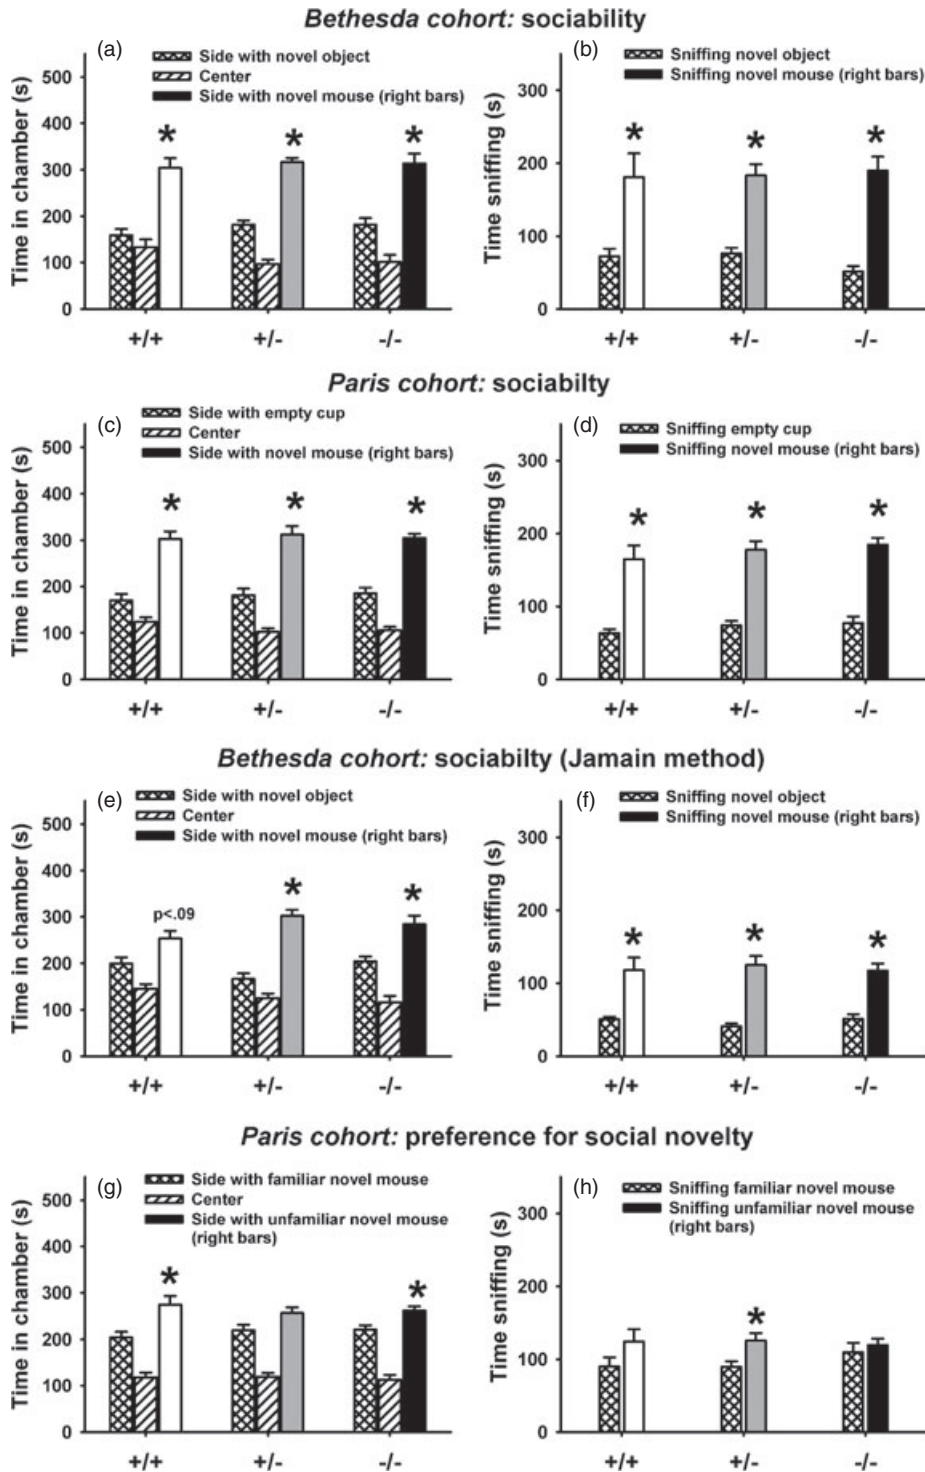 Bethesda cohort: sociability
(a)
Side with novel object
Center
Side with novel mouse (right bars)
Time in chamber (s)
500
400
300
200
100
0
* * *
+/+ +/- -/-
(b)
Sniffing novel object
Sniffing novel mouse (right bars)
Time sniffing (s)
300
200
100
0
* * *
+/+ +/- -/-
Paris cohort: sociabilty
(c)
Side with empty cup
Center
Side with novel mouse (right bars)
Time in chamber (s)
500
400
300
200
100
0
* * *
+/+ +/- -/-
(d)
Sniffing empty cup
Sniffing novel mouse (right bars)
Time sniffing (s)
300
200
100
0
* * *
+/+ +/- -/-
Bethesda cohort: sociabilty (Jamain method)
(e)
Side with novel object
Center
Side with novel mouse (right bars)
Time in chamber (s)
500
400
300
200
100
0
p<.09 * *
+/+ +/- -/-
(f)
Sniffing novel object
Sniffing novel mouse (right bars)
Time sniffing (s)
300
200
100
0
* * *
+/+ +/- -/-
Paris cohort: preference for social novelty
(g)
Side with familiar novel mouse
Center
Side with unfamiliar novel mouse
(right bars)
Time in chamber (s)
500
400
300
200
100
0
* *
+/+ +/- -/-
(h)
Sniffing familiar novel mouse
Sniffing unfamiliar novel mouse
(right bars)
Time sniffing (s)
300
200
100
0
*
+/+ +/- -/-